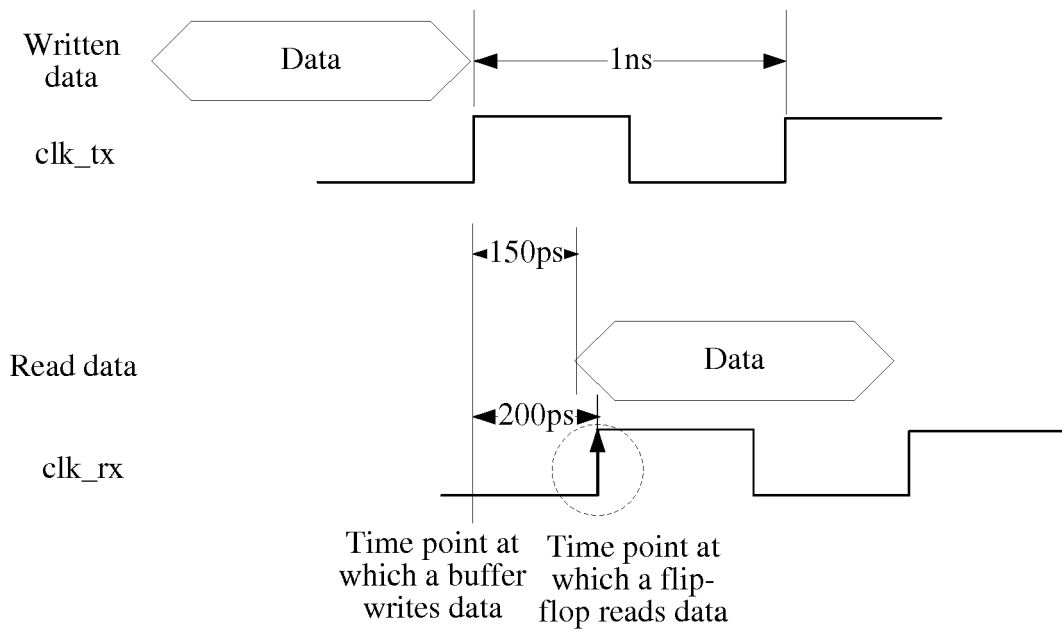 Written
data
Data
1ns
clk_tx
150ps
Read data
Data
200ps
clk_rx
Time point at
which a buffer
writes data
Time point at
which a flip-
flop reads data